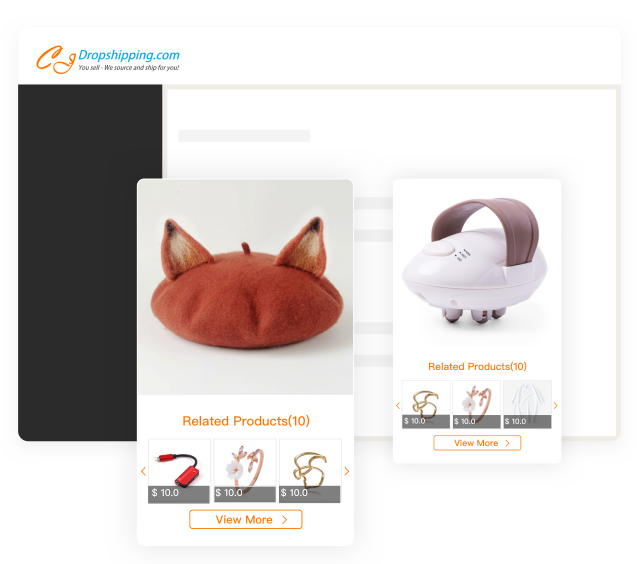 CJ Dropshipping.com
You sell - We source and ship for you!
Related Products(10)
$ 10.0
$ 10.0
$ 10.0
View More >
Related Products(10)
$ 10.0
$ 10.0
$ 10.0
View More >